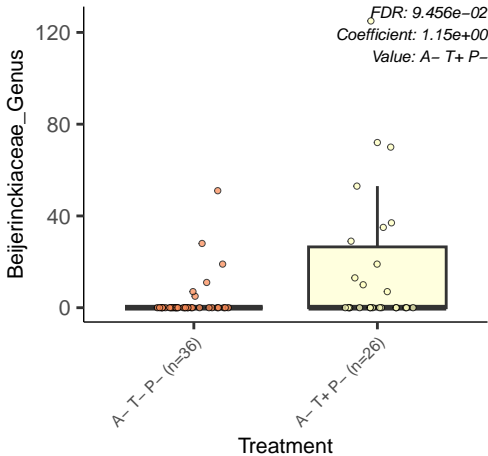 FDR: 9.456e−02
Coefficient: 1.15e+00
Value: A− T+ P−
120
80
40
0
Beijerinckiaceae_Genus
A− T− P− (n=36)
A− T+ P− (n=26)
Treatment